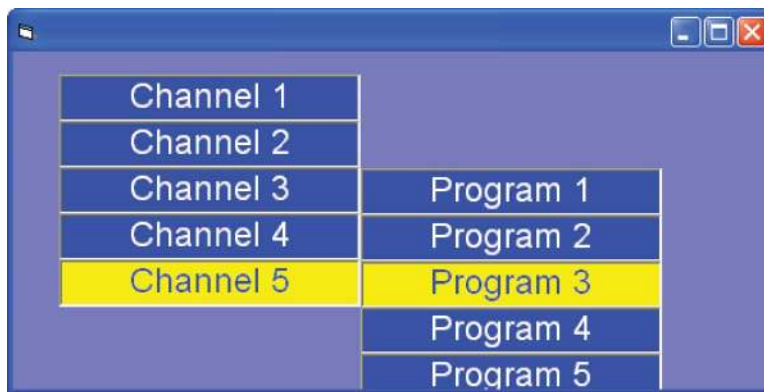 Channel 1
Channel 2
Channel 3
Channel 4
Channel 5
Program 1
Program 2
Program 3
Program 4
Program 5